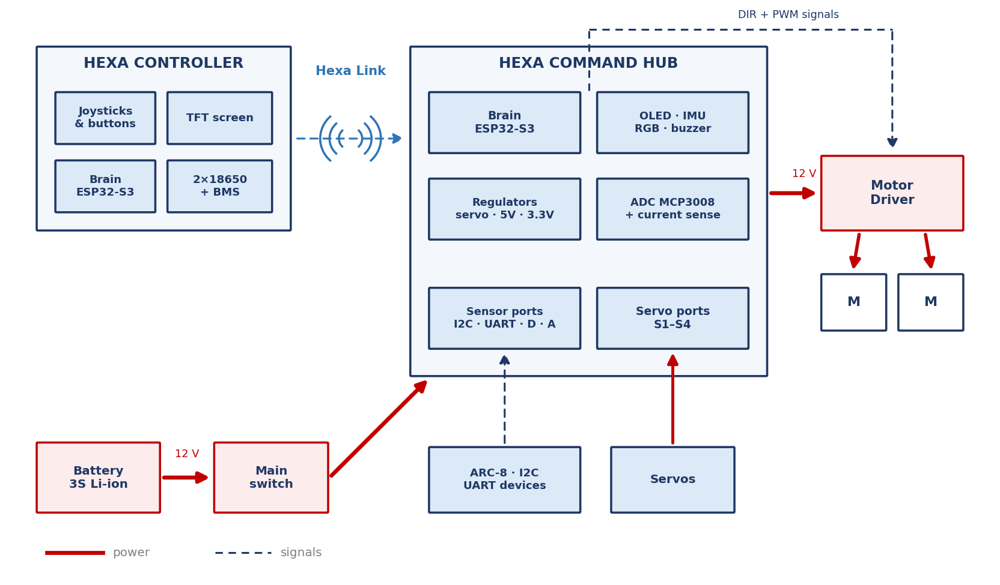 DIR + PWM signals
HEXA CONTROLLER
Hexa Link
HEXA COMMAND HUB
Joysticks
& buttons
TFT screen
Brain
ESP32-S3
2×18650
+ BMS
Brain
ESP32-S3
OLED · IMU
RGB · buzzer
Regulators
servo · 5V · 3.3V
ADC MCP3008
+ current sense
Sensor ports
I2C · UART · D · A
Servo ports
S1–S4
12 V
Motor
Driver
M
M
Battery
3S Li-ion
12 V
Main
switch
ARC-8 · I2C
UART devices
Servos
power
signals